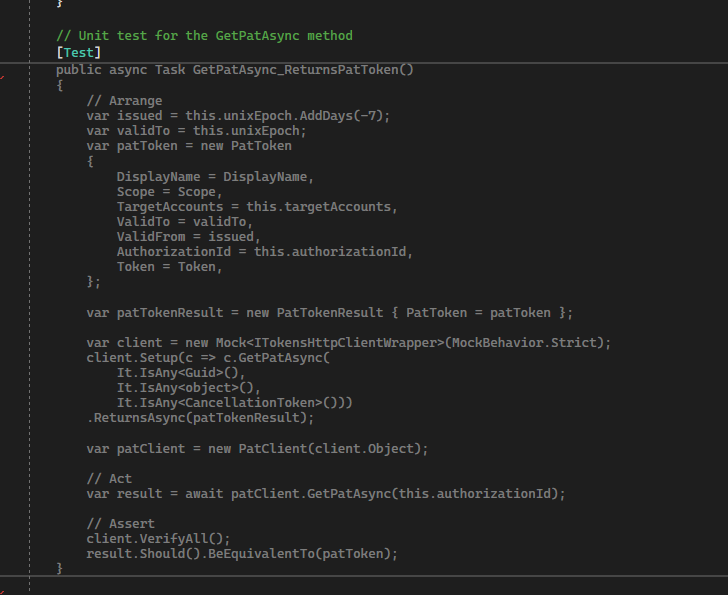 }
// Unit test for the GetPatAsync method
[Test]
public async Task GetPatAsync_ReturnsPatToken()
{
    // Arrange
    var issued = this.unixEpoch.AddDays(-7);
    var validTo = this.unixEpoch;
    var patToken = new PatToken
    {
        DisplayName = DisplayName,
        Scope = Scope,
        TargetAccounts = this.targetAccounts,
        ValidTo = validTo,
        ValidFrom = issued,
        AuthorizationId = this.authorizationId,
        Token = Token,
    };
    var patTokenResult = new PatTokenResult { PatToken = patToken };
    var client = new Mock<ITokensHttpClientWrapper>(MockBehavior.Strict);
    client.Setup(c => c.GetPatAsync(
        It.IsAny<Guid>(),
        It.IsAny<object>(),
        It.IsAny<CancellationToken>()))
    .ReturnsAsync(patTokenResult);
    var patClient = new PatClient(client.Object);
    // Act
    var result = await patClient.GetPatAsync(this.authorizationId);
    // Assert
    client.VerifyAll();
    result.Should().BeEquivalentTo(patToken);
}